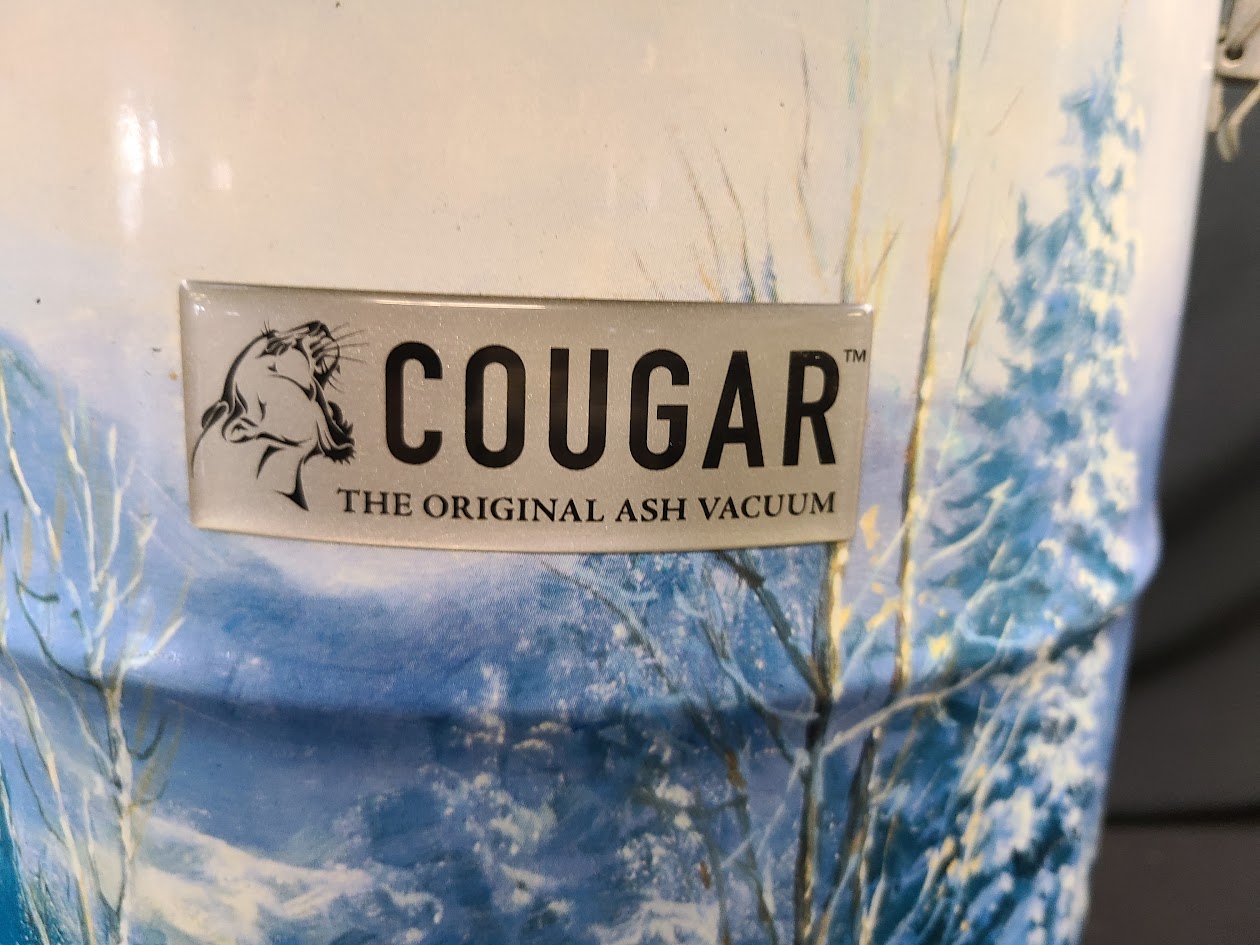 COUGAR™
THE ORIGINAL ASH VACUUM